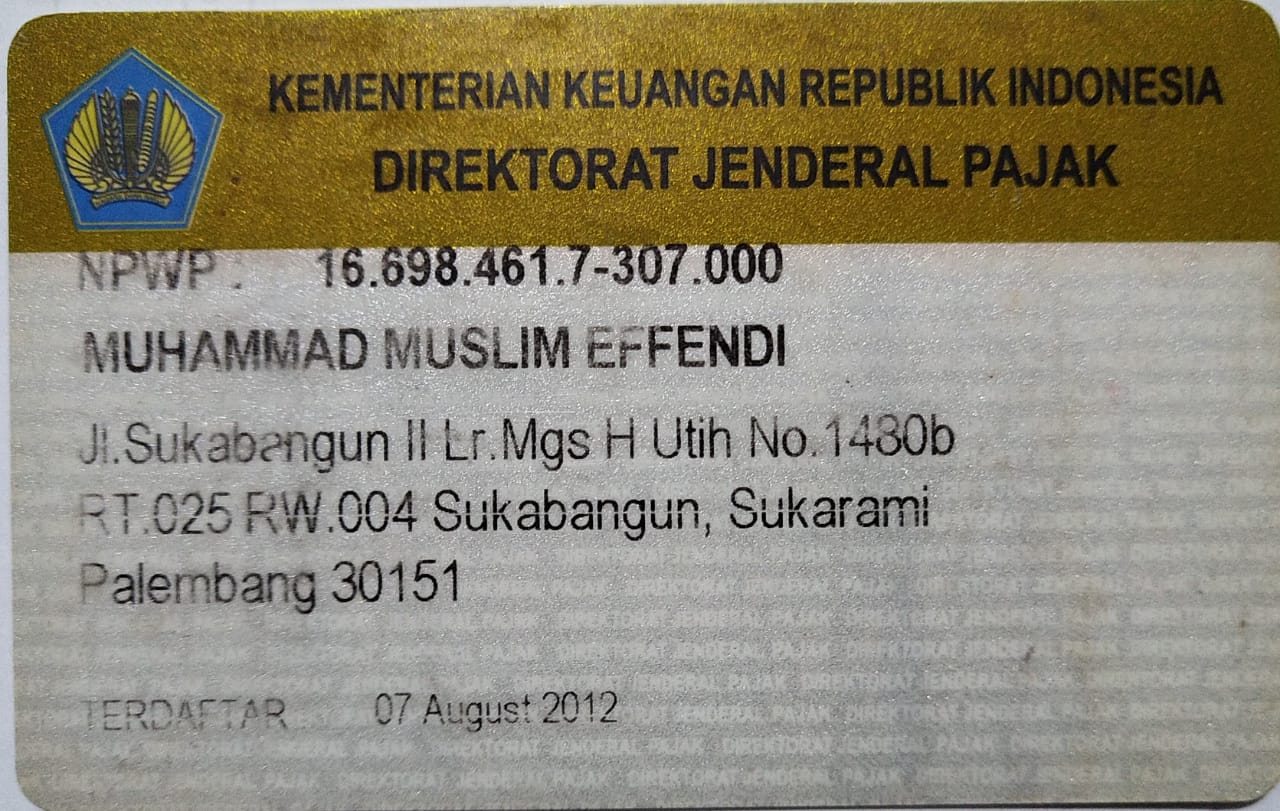 KEMENTERIAN KEUANGAN REPUBLIK INDONESIA
DIREKTORAT JENDERAL PAJAK
NPWP : 16.698.461.7-307.000
MUHAMMAD MUSLIM EFFENDI
Jl.Sukabangun II Lr.Mgs H Utih No.1480b
RT.025 RW.004 Sukabangun, Sukarami
Palembang 30151
TERDAFTAR 07 August 2012